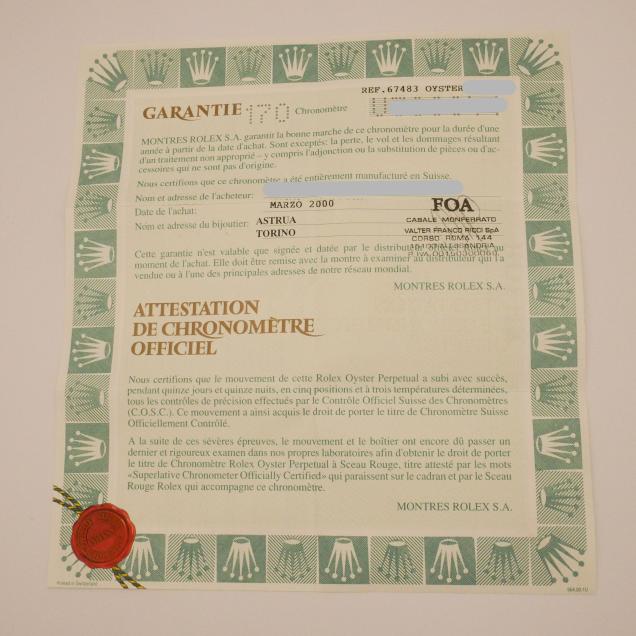 REF.67483 OYSTER
GARANTIE 170 Chronomètre
MONTRES ROLEX S.A. garantit la bonne marche de ce chronomètre pour la durée d'une
année à partir de la date d'achat. Sont exceptés: la perte, le vol et les dommages résultant
d'un traitement non approprié – y compris l'adjonction ou la substitution de pièces ou d'ac-
cessoires qui ne sont pas d'origine.
Nous certifions que ce chronomètre a été entièrement manufacturé en Suisse.
Nom et adresse de l'acheteur:
Date de l'achat: MARZO 2000
Nom et adresse du bijoutier: ASTRUA
TORINO
FOA
CASALE MONFERRATO
VALTER FRANCO RICCI SpA
CORSO ROMA 144
Cette garantie n'est valable que signée et datée par le distributeur
moment de l'achat. Elle doit être remise avec la montre à examiner au distributeur qui l'a
vendue ou à l'une des principales adresses de notre réseau mondial.
MONTRES ROLEX S.A.
ATTESTATION
DE CHRONOMÈTRE
OFFICIEL
Nous certifions que le mouvement de cette Rolex Oyster Perpetual a subi avec succès,
pendant quinze jours et quinze nuits, en cinq positions et à trois températures déterminées,
tous les contrôles de précision effectués par le Contrôle Officiel Suisse des Chronomètres
(C.O.S.C.). Ce mouvement a ainsi acquis le droit de porter le titre de Chronomètre Suisse
Officiellement Contrôlé.
A la suite de ces sévères épreuves, le mouvement et le boîtier ont encore dû passer un
dernier et rigoureux examen dans nos propres laboratoires afin d'obtenir le droit de porter
le titre de Chronomètre Rolex Oyster Perpetual à Sceau Rouge, titre attesté par les mots
«Superlative Chronometer Officially Certified» qui paraissent sur le cadran et par le Sceau
Rouge Rolex qui accompagne ce chronomètre.
MONTRES ROLEX S.A.
Printed in Switzerland